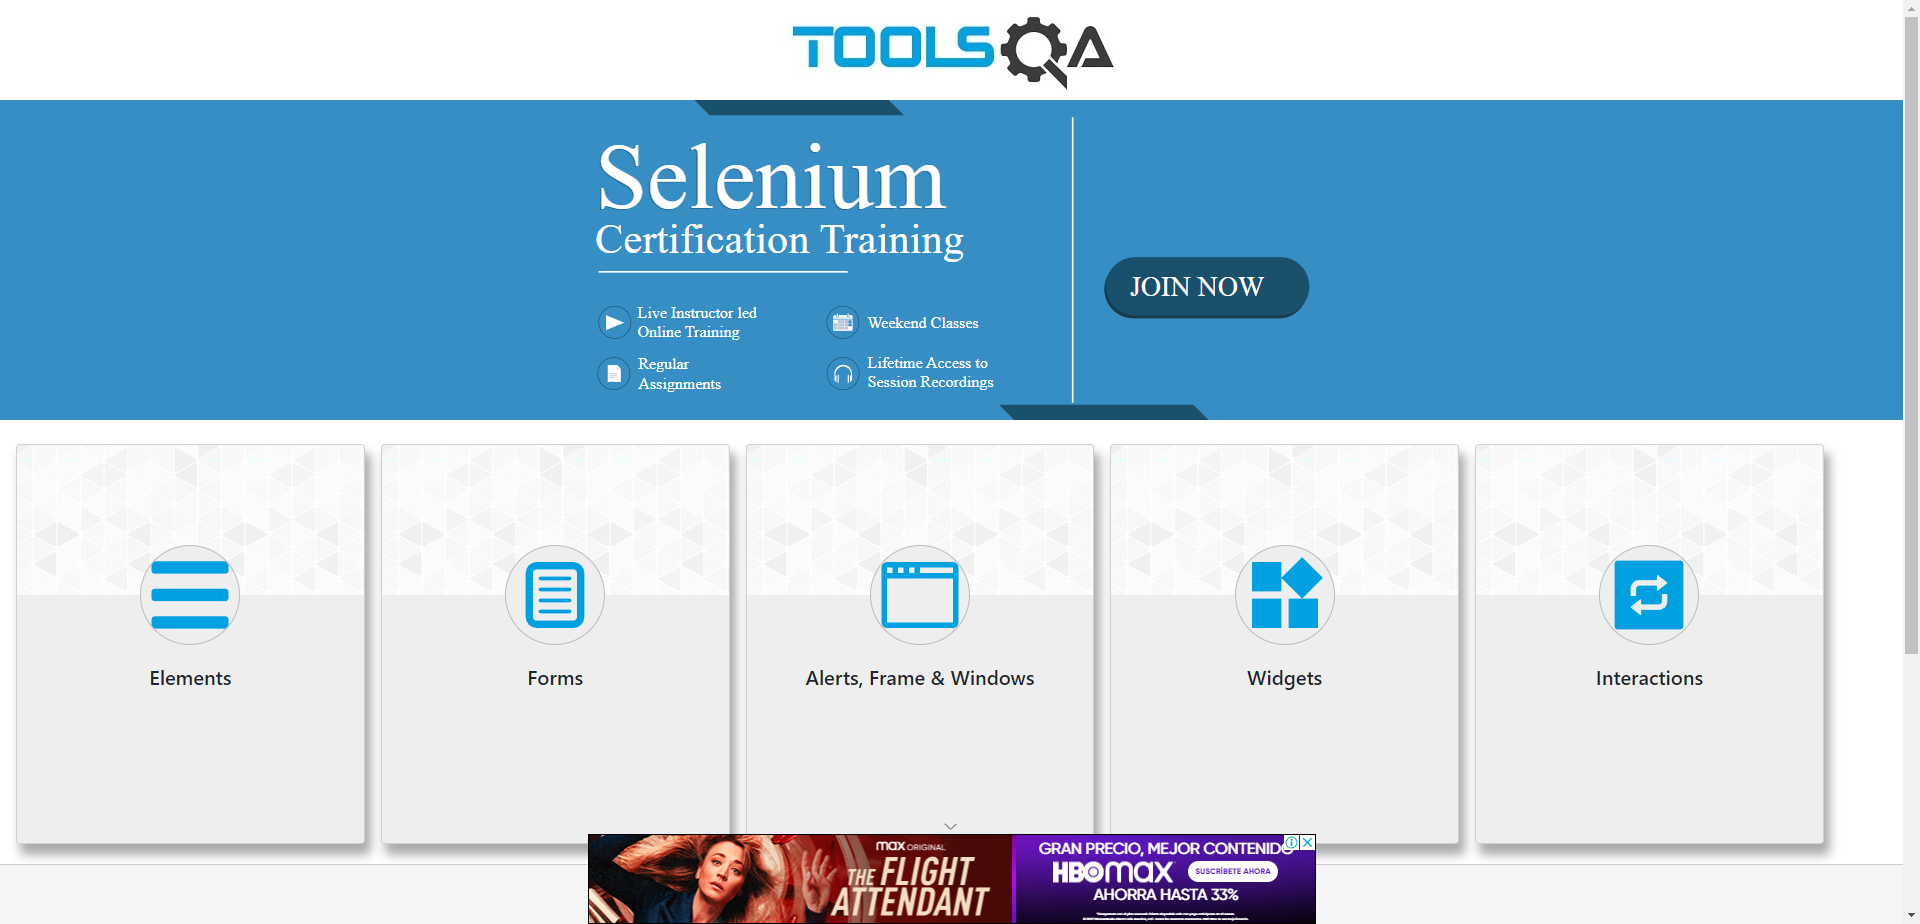 TOOLSQA
Selenium
Certification Training
Live Instructor led
Online Training
Weekend Classes
Regular
Assignments
Lifetime Access to
Session Recordings
JOIN NOW
Elements
Forms
Alerts, Frame & Windows
Widgets
Interactions
max ORIGINAL
THE FLIGHT
ATTENDANT
GRAN PRECIO, MEJOR CONTENIDO
HBOmax
SUSCRÍBETE AHORA
AHORRA HASTA 33%